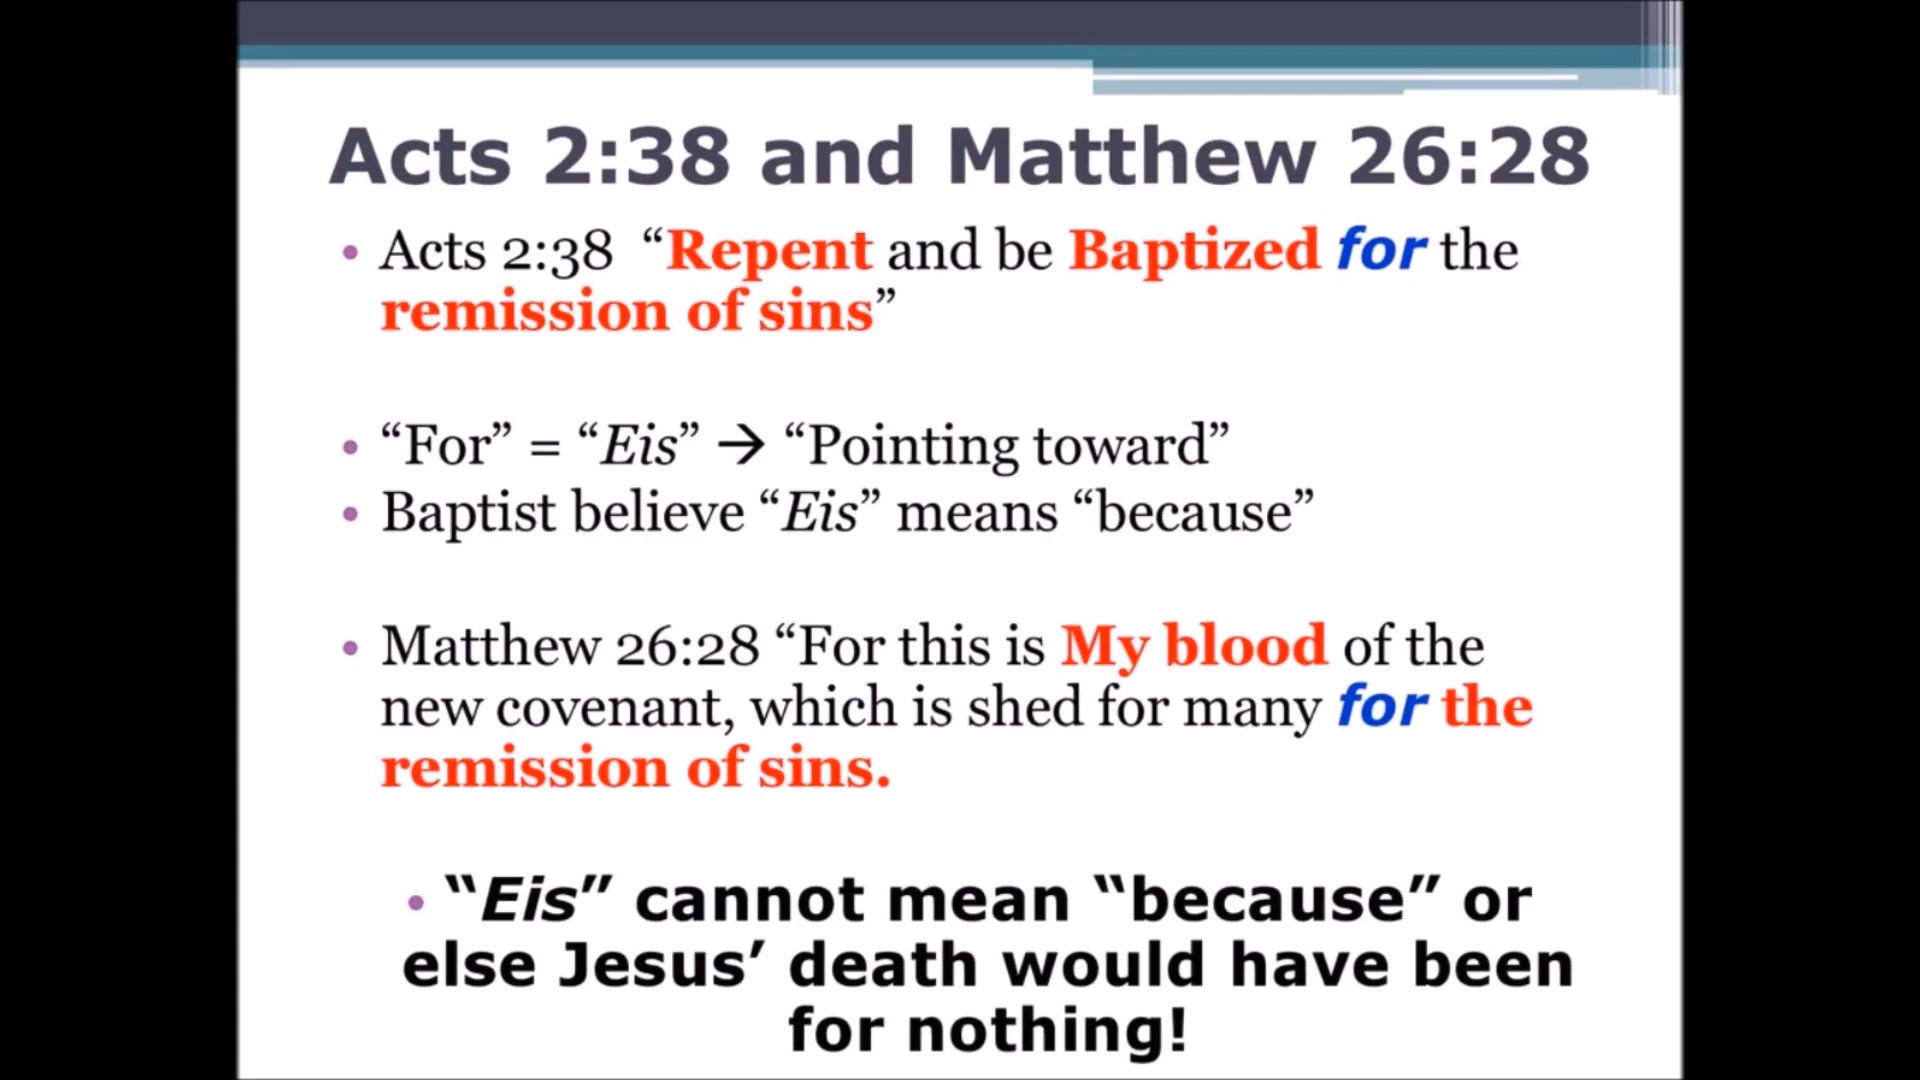 Acts 2:38 and Matthew 26:28
• Acts 2:38 “Repent and be Baptized for the
remission of sins”
• “For” = “Eis” → “Pointing toward”
• Baptist believe “Eis” means “because”
• Matthew 26:28 “For this is My blood of the
new covenant, which is shed for many for the
remission of sins.
• “Eis” cannot mean “because” or
else Jesus’ death would have been
for nothing!